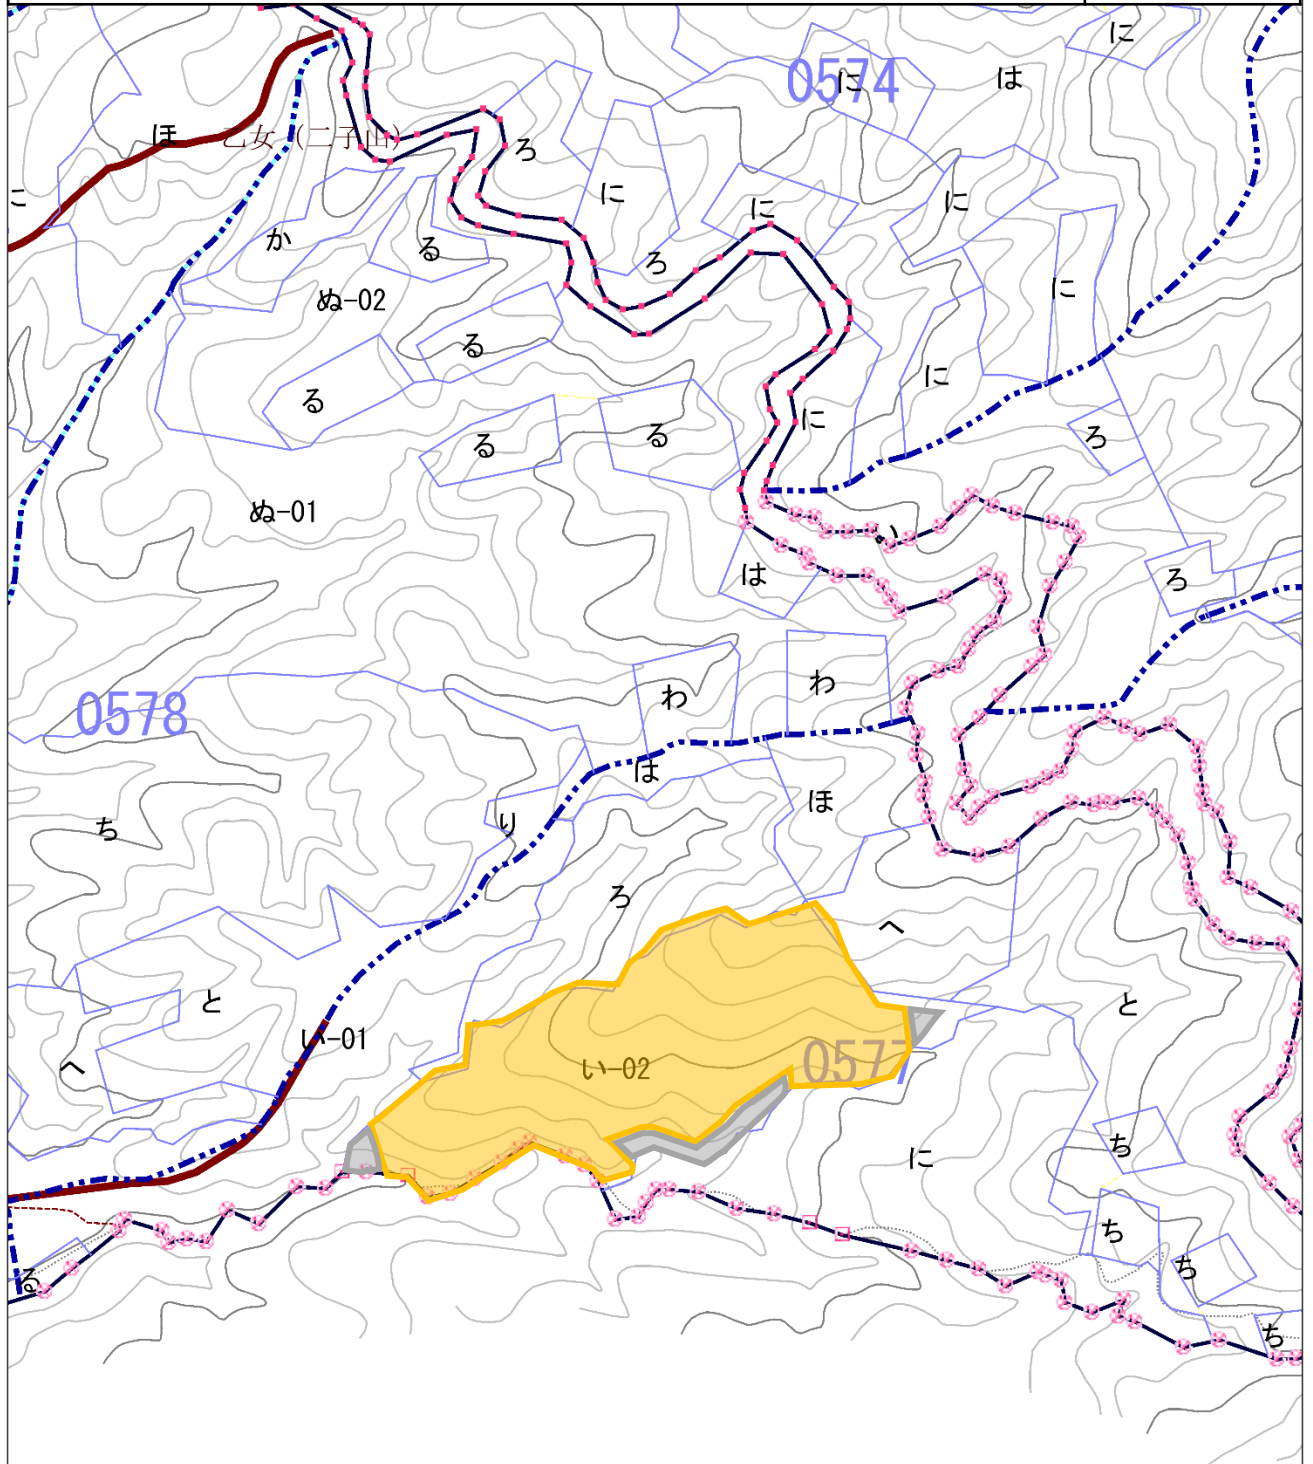 に
0574
に
は
ほ
乙女 (二子山)
ろ
に
に
に
に
か
る
ろ
ぬ-02
に
る
に
る
に
る
る
ろ
ぬ-01
い
は
ろ
わ
わ
0578
は
ほ
り
ち
ろ
へ
と
と
い-01
へ
い-02
0577
に
ち
ち
ち
る
ち